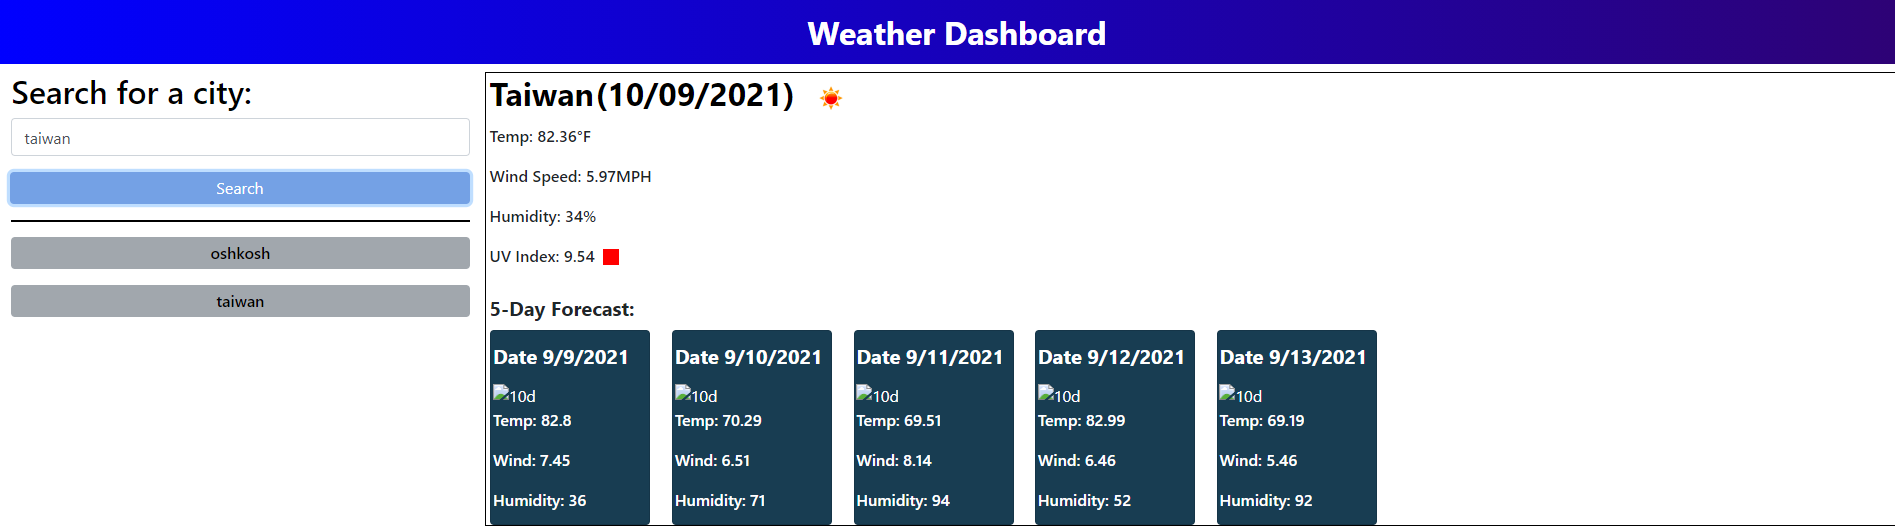 Weather Dashboard
Search for a city:
taiwan
Search
oshkosh
taiwan
Taiwan (10/09/2021)
Temp: 82.36°F
Wind Speed: 5.97MPH
Humidity: 34%
UV Index: 9.54
5-Day Forecast:
Date 9/9/2021
10d
Temp: 82.8
Wind: 7.45
Humidity: 36
Date 9/10/2021
10d
Temp: 70.29
Wind: 6.51
Humidity: 71
Date 9/11/2021
10d
Temp: 69.51
Wind: 8.14
Humidity: 94
Date 9/12/2021
10d
Temp: 82.99
Wind: 6.46
Humidity: 52
Date 9/13/2021
10d
Temp: 69.19
Wind: 5.46
Humidity: 92